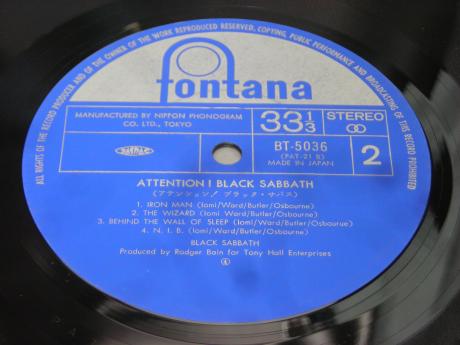 ALL RIGHTS OF THE RECORD PRODUCER AND OF THE OWNER OF THE WORK REPRODUCED RESERVED, COPYING, PUBLIC PERFORMANCE AND BROADCASTING OF THIS RECORD PROHIBITED
fontana
MANUFACTURED BY NIPPON PHONOGRAM
CO. LTD., TOKYO
33 1/3
STEREO
BT-5036
(PAT-21 B)
MADE IN JAPAN
2
ATTENTION! BLACK SABBATH
(アテンション! ブラック・サバス)
1. IRON MAN (Iomi/Ward/Butler/Osbourne)
2. THE WIZARD (Iomi/Ward/Butler/Osbourne)
3. BEHIND THE WALL OF SLEEP (Iomi/Ward/Butler/Osbourue)
4. N. I. B. (Iomi/Ward/Butler/Osbourne)
BLACK SABBATH
Produced by Rodger Bain for Tony Hall Enterprises